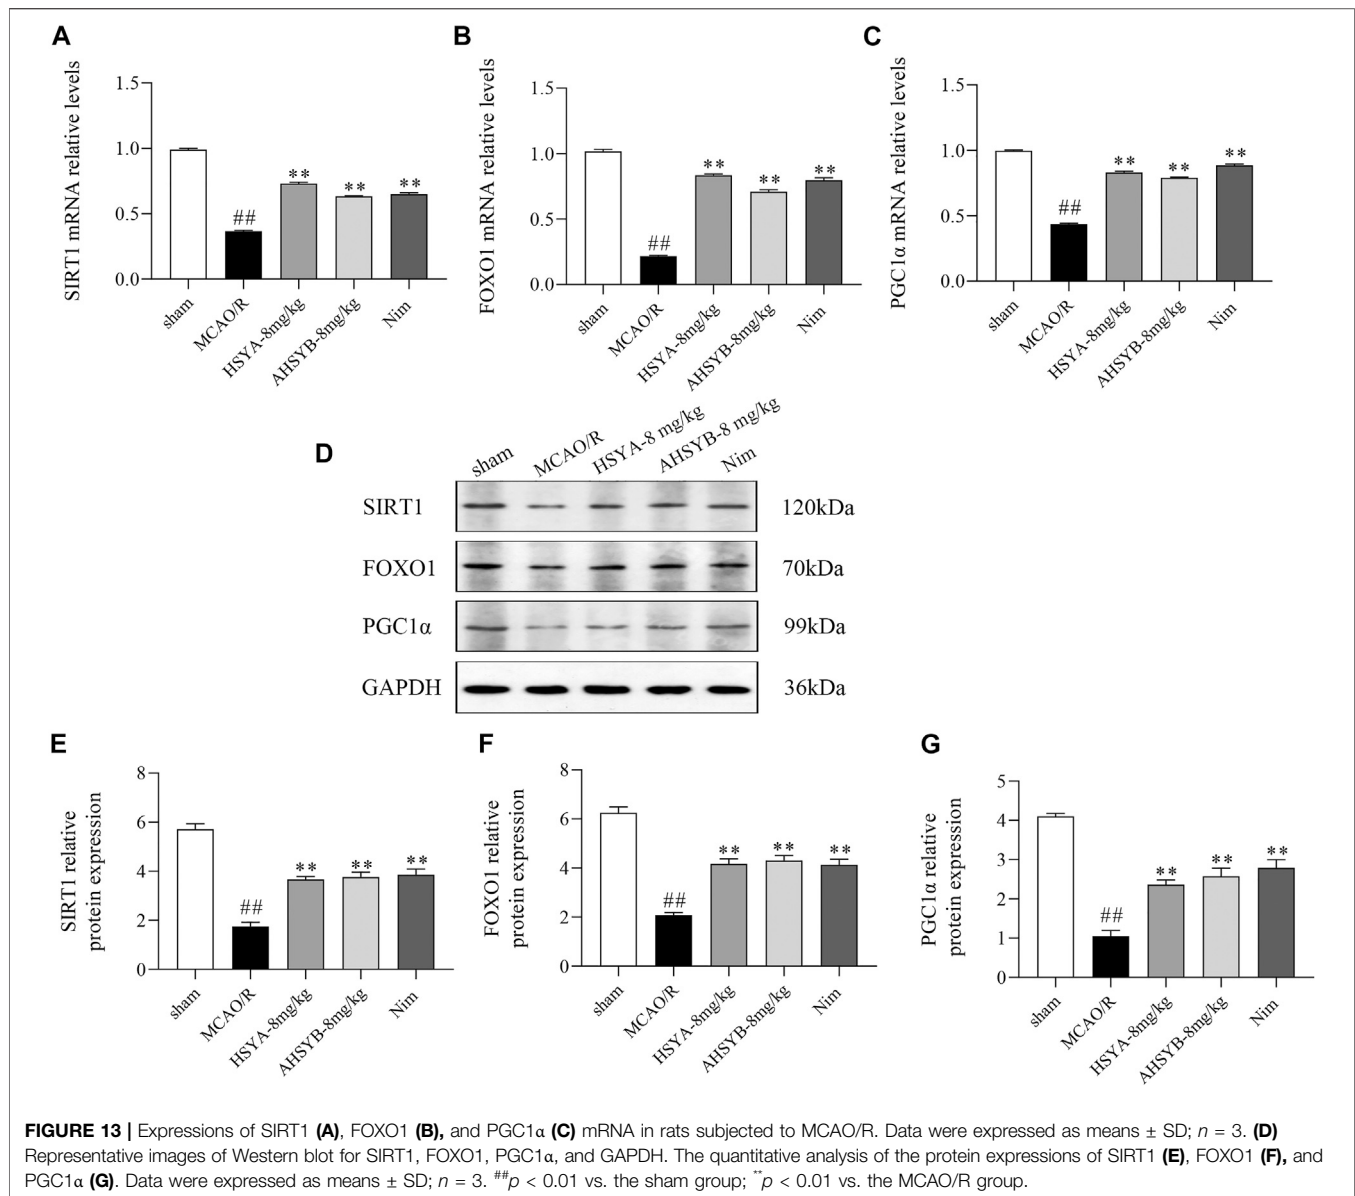 A
B
C
SIRT1 mRNA relative levels
1.5
1.0
0.5
0.0
##
**
**
**
sham
MCAO/R
HSYA-8mg/kg
AHSYB-8mg/kg
Nim
FOXO1 mRNA relative levels
1.5
1.0
0.5
0.0
##
**
**
**
sham
MCAO/R
HSYA-8mg/kg
AHSYB-8mg/kg
Nim
PGC1α mRNA relative levels
1.5
1.0
0.5
0.0
##
**
**
**
sham
MCAO/R
HSYA-8mg/kg
AHSYB-8mg/kg
Nim
D
sham
MCAO/R
HSYA-8 mg/kg
AHSYB-8 mg/kg
Nim
SIRT1 120kDa
FOXO1 70kDa
PGC1α 99kDa
GAPDH 36kDa
E
F
G
SIRT1 relative
protein expression
8
6
4
2
0
##
**
**
**
sham
MCAO/R
HSYA-8mg/kg
AHSYB-8mg/kg
Nim
FOXO1 relative
protein expression
8
6
4
2
0
##
**
**
**
sham
MCAO/R
HSYA-8mg/kg
AHSYB-8mg/kg
Nim
PGC1α relative
protein expression
5
4
3
2
1
0
##
**
**
**
sham
MCAO/R
HSYA-8mg/kg
AHSYB-8mg/kg
Nim
FIGURE 13 | Expressions of SIRT1 (A), FOXO1 (B), and PGC1α (C) mRNA in rats subjected to MCAO/R. Data were expressed as means ± SD; n = 3. (D)
Representative images of Western blot for SIRT1, FOXO1, PGC1α, and GAPDH. The quantitative analysis of the protein expressions of SIRT1 (E), FOXO1 (F), and
PGC1α (G). Data were expressed as means ± SD; n = 3. ##p < 0.01 vs. the sham group; **p < 0.01 vs. the MCAO/R group.